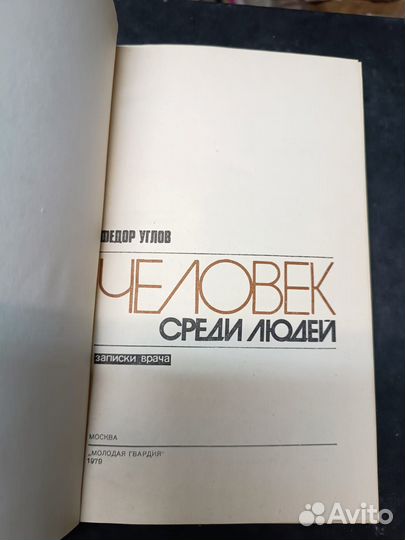 ФЕДОР УГЛОВ
ЧЕЛОВЕК
СРЕДИ ЛЮДЕЙ
записки врача
МОСКВА
„МОЛОДАЯ ГВАРДИЯ"
1979
Avito